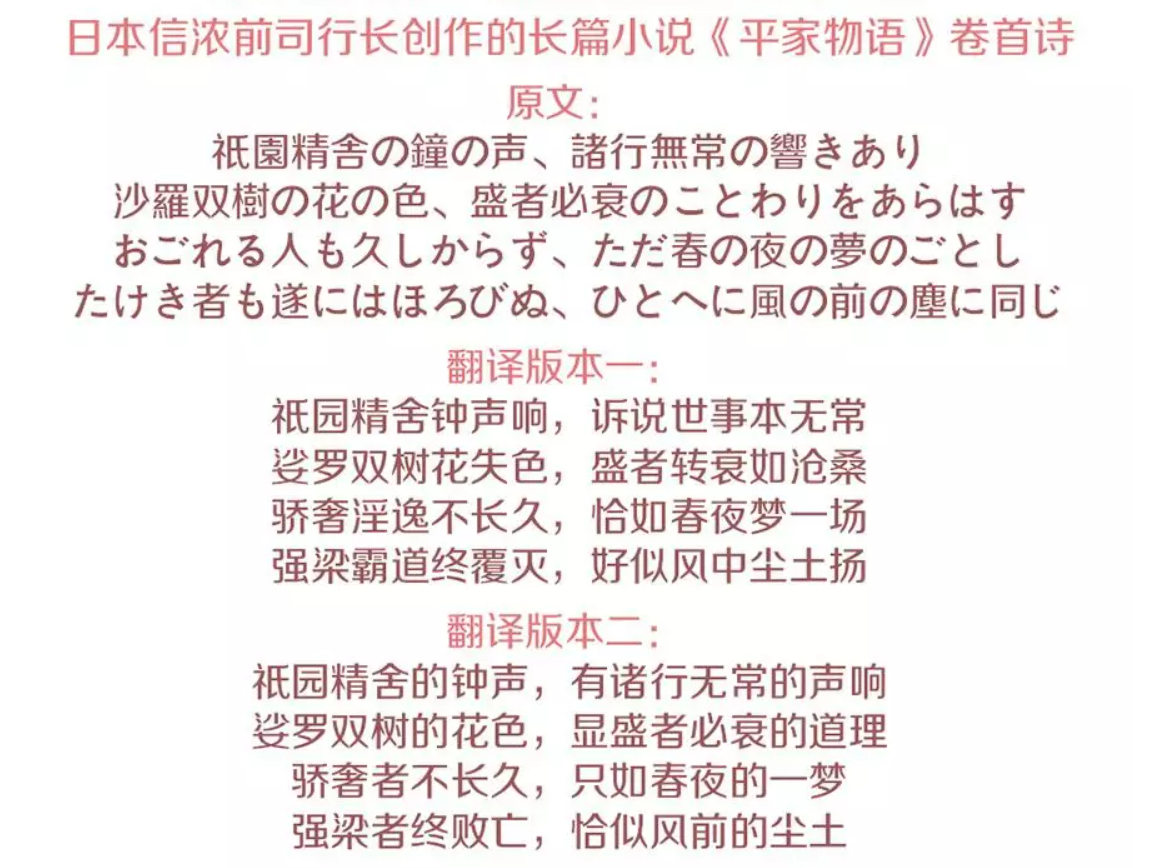 日本信浓前司行长创作的长篇小说《平家物语》卷首诗
原文：
祇園精舎の鐘の声、諸行無常の響きあり
沙羅双樹の花の色、盛者必衰のことわりをあらはす
おごれる人も久しからず、ただ春の夜の夢のごとし
たけき者も遂にはほろびぬ、ひとへに風の前の塵に同じ
翻译版本一：
祇园精舍钟声响，诉说世事本无常
娑罗双树花失色，盛者转衰如沧桑
骄奢淫逸不长久，恰如春夜梦一场
强梁霸道终覆灭，好似风中尘土扬
翻译版本二：
祇园精舍的钟声，有诸行无常的声响
娑罗双树的花色，显盛者必衰的道理
骄奢者不长久，只如春夜的一梦
强梁者终败亡，恰似风前的尘土